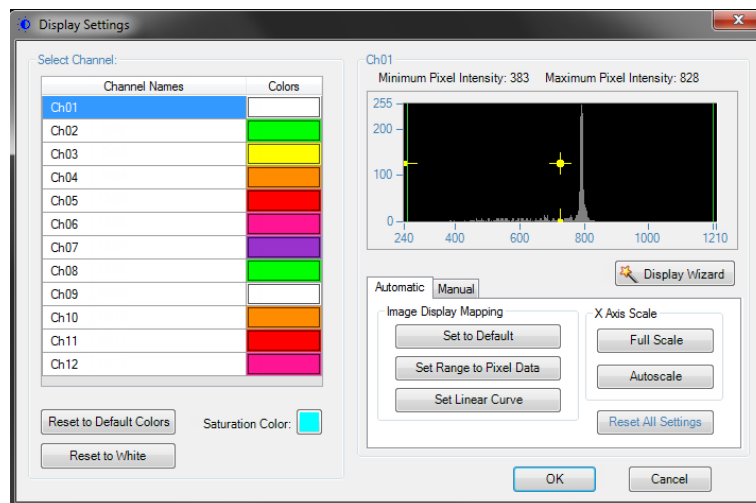 Display Settings
Select Channel:
Channel Names Colors
Ch01
Ch02
Ch03
Ch04
Ch05
Ch06
Ch07
Ch08
Ch09
Ch10
Ch11
Ch12
Reset to Default Colors
Saturation Color:
Reset to White
Ch01
Minimum Pixel Intensity: 383 Maximum Pixel Intensity: 828
255
200
100
0
240 400 600 800 1000 1210
Display Wizard
Automatic Manual
Image Display Mapping
Set to Default
Set Range to Pixel Data
Set Linear Curve
X Axis Scale
Full Scale
Autoscale
Reset All Settings
OK Cancel